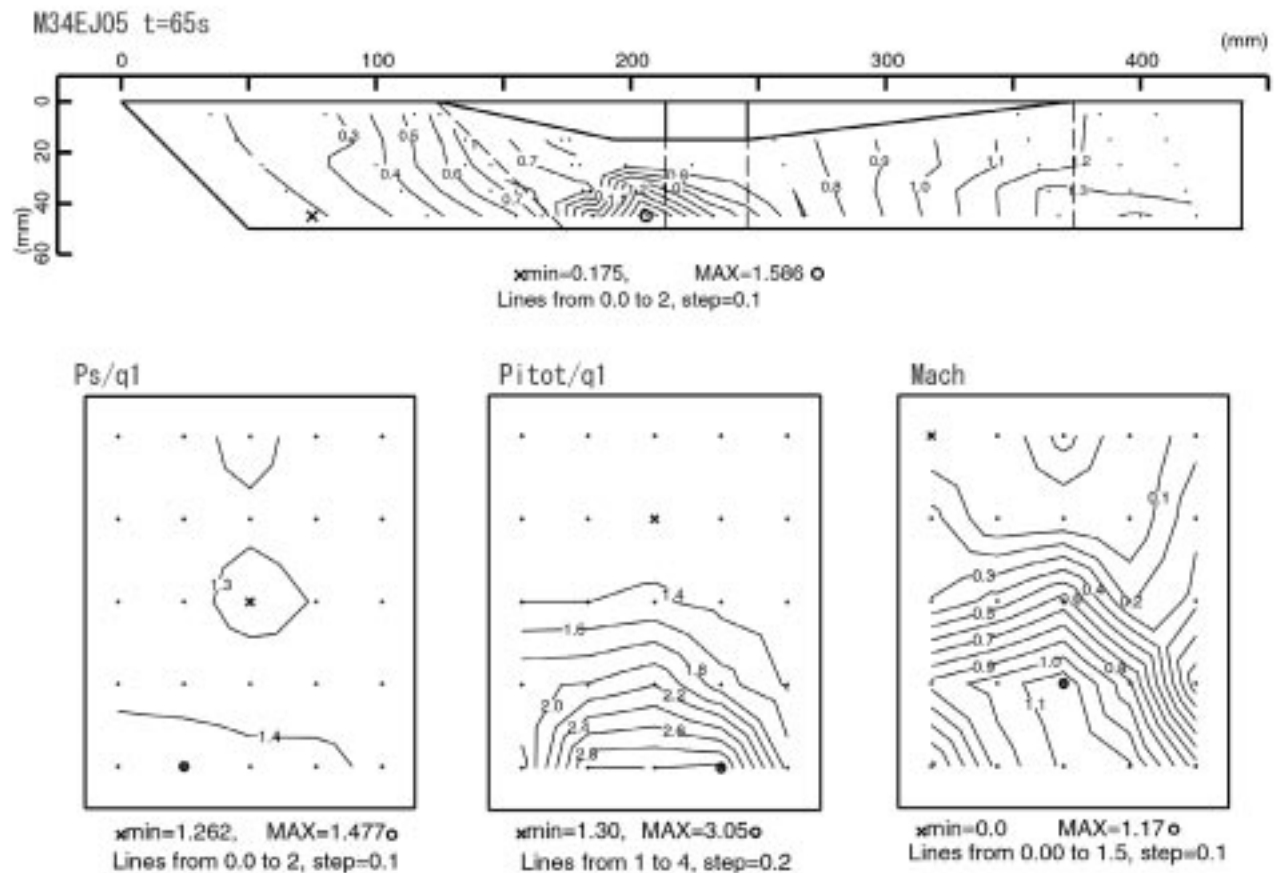 M34EJ05 t=65s
(mm)
0 100 200 300 400
0
20
40
60
(mm)
0.3 0.5 0.7 0.9 1.1 1.2
0.4 0.6 0.8 1.0 1.3
0.7
×min=0.175, MAX=1.586
Lines from 0.0 to 2, step=0.1
Ps/q1 Pitot/q1 Mach
1.3
1.4
1.4
1.6
1.8
2.0 2.2
2.4 2.6
2.8
0.1
0.3 0.4 0.2
0.5 0.6
0.7
0.9 1.0 0.8
1.1
×min=1.262, MAX=1.477
Lines from 0.0 to 2, step=0.1
×min=1.30, MAX=3.05
Lines from 1 to 4, step=0.2
×min=0.0 MAX=1.17
Lines from 0.00 to 1.5, step=0.1